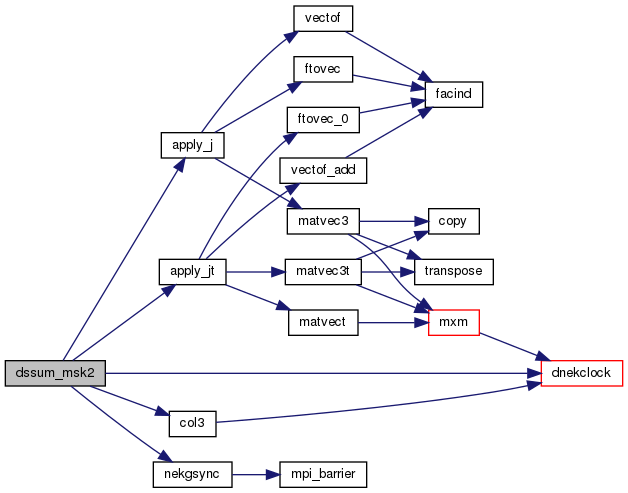 vectof
ftovec
facind
ftovec_0
apply_j
vectof_add
matvec3
copy
apply_jt
matvec3t
transpose
matvect
mxm
dssum_msk2
dnekclock
col3
nekgsync
mpi_barrier